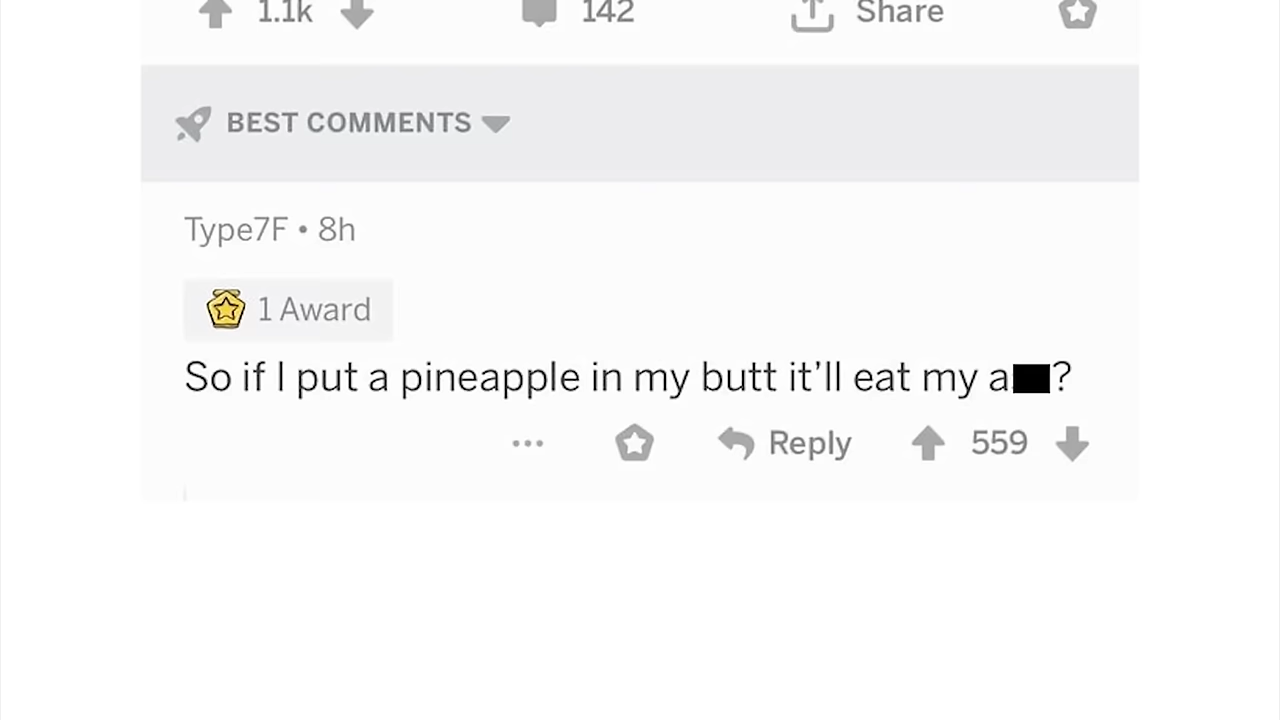 1.1k 142 Share
BEST COMMENTS
Type7F • 8h
1 Award
So if I put a pineapple in my butt it’ll eat my a?
... Reply 559